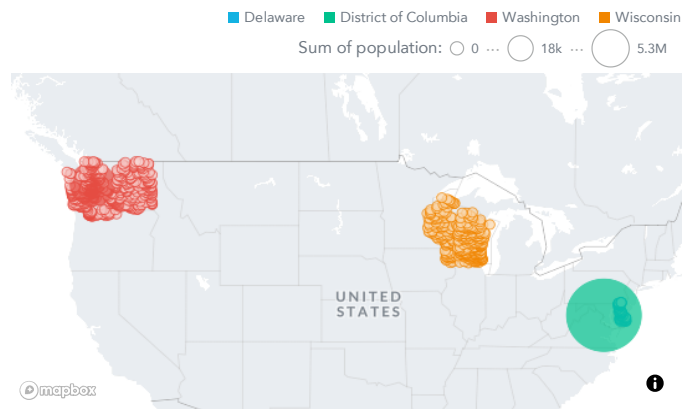 Delaware District of Columbia Washington Wisconsin
Sum of population: 0 ··· 18k ··· 5.3M
UNITED
STATES
mapbox
i